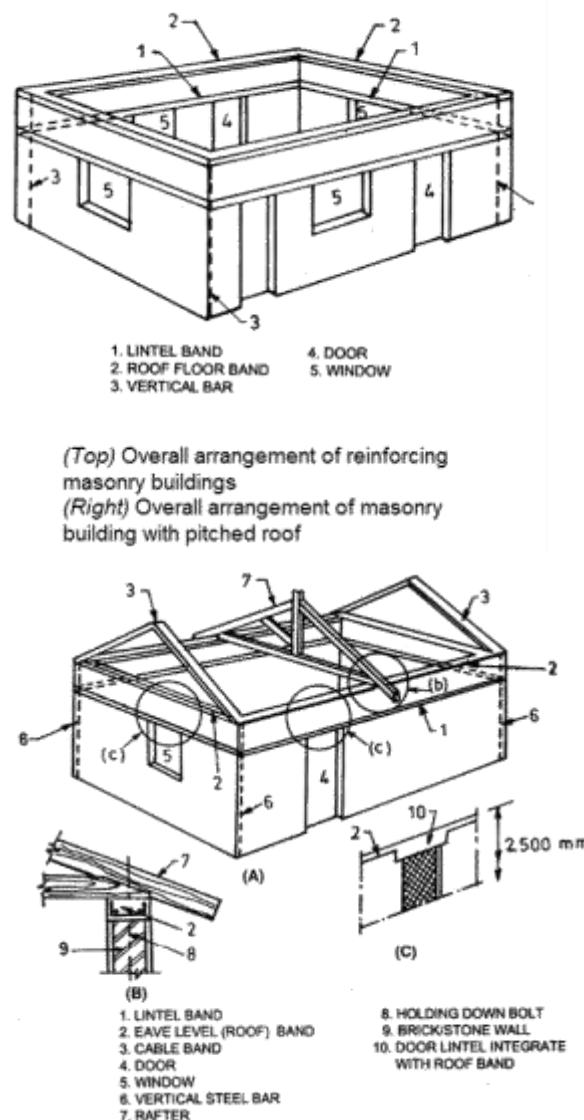 2 2
1 1
5 4 5
3 5 5 4
3
1. LINTEL BAND 4. DOOR
2. ROOF FLOOR BAND 5. WINDOW
3. VERTICAL BAR
(Top) Overall arrangement of reinforcing
masonry buildings
(Right) Overall arrangement of masonry
building with pitched roof
3 7 3
(b) 2
6 (c) 5 2 (c) 1 6
4 6
(A)
10
2 2500 mm
(C)
7
2
9 8
(B)
1. LINTEL BAND
2. EAVE LEVEL (ROOF) BAND
3. CABLE BAND
4. DOOR
5. WINDOW
6. VERTICAL STEEL BAR
7. RAFTER
8. HOLDING DOWN BOLT
9. BRICK/STONE WALL
10. DOOR LINTEL INTEGRATE
WITH ROOF BAND